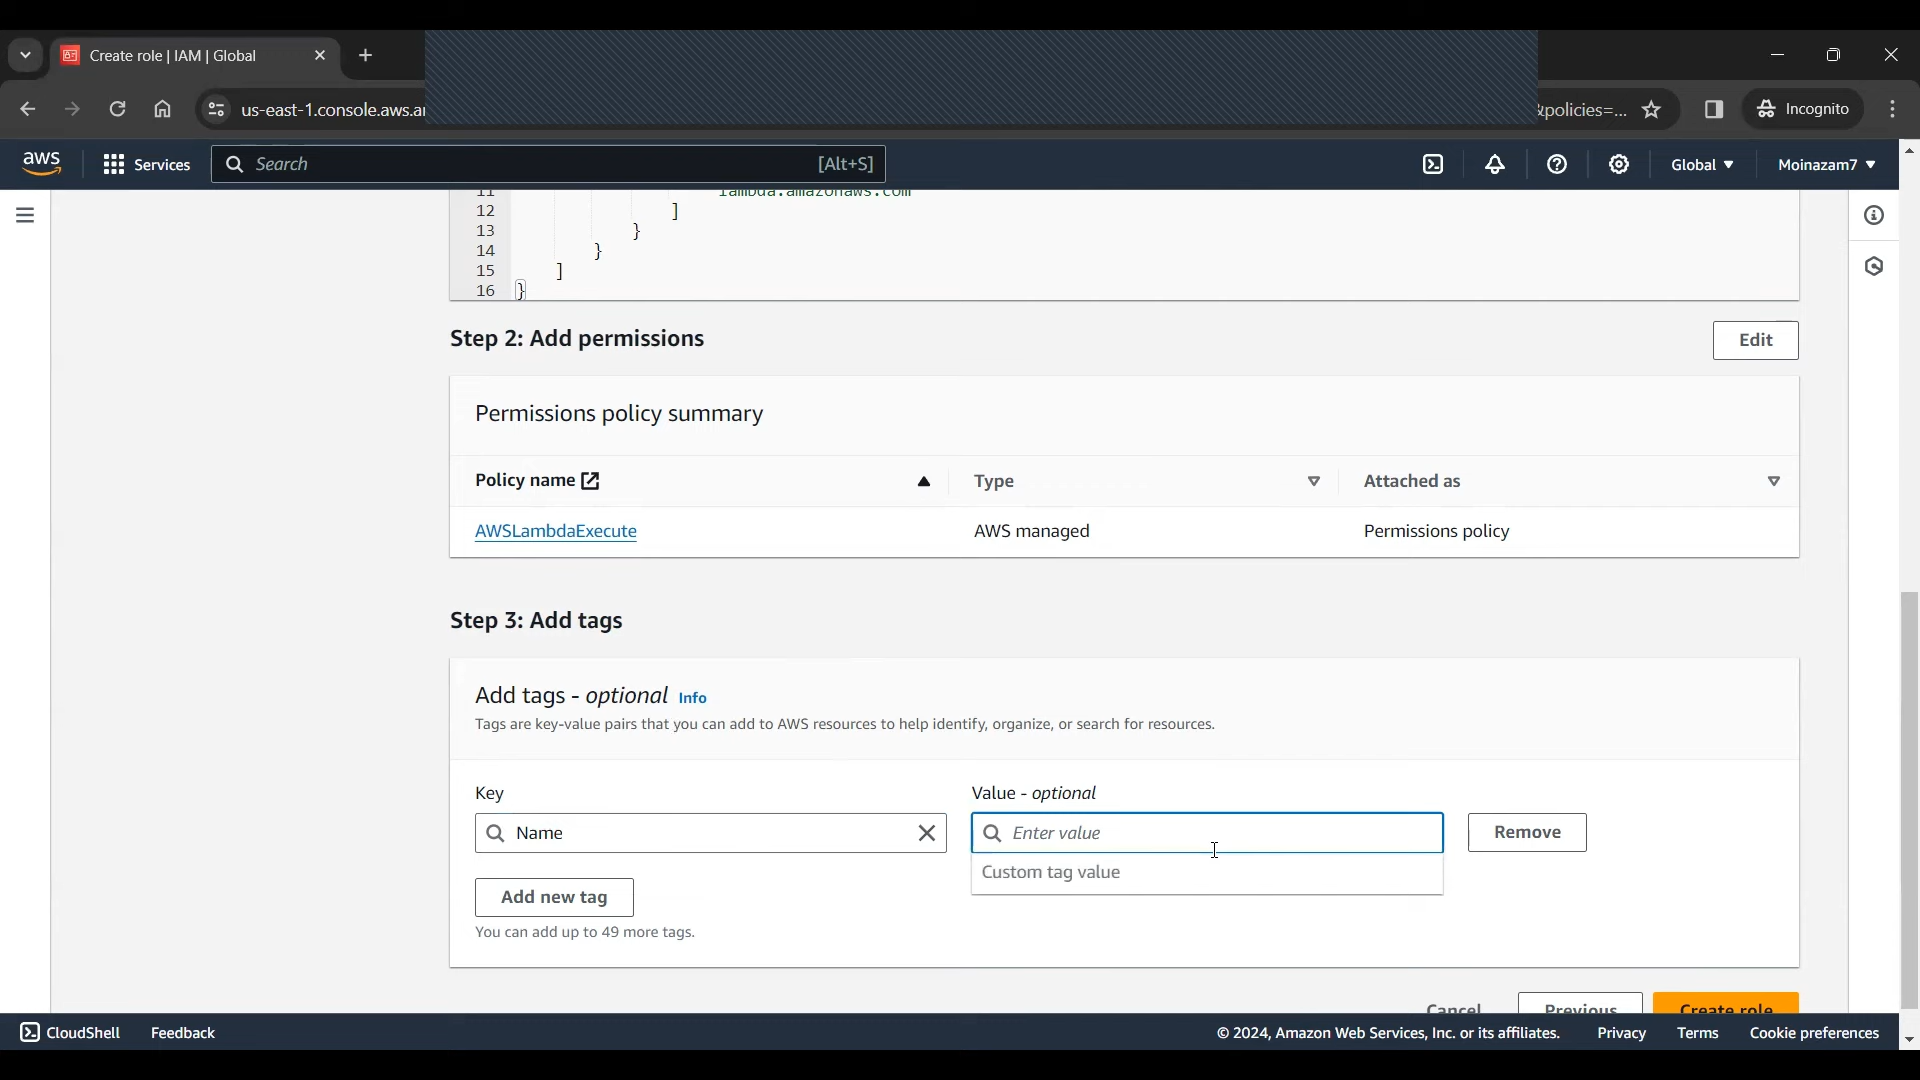 Create role | IAM | Global
us-east-1.console.aws.a
&policies=...
Incognito
aws
Services
Search
[Alt+S]
Global
Moinazam7
11
lambda.amazonaws.com
12 ]
13 }
14 }
15 ]
16 }
Step 2: Add permissions
Edit
Permissions policy summary
Policy name
Type
Attached as
AWSLambdaExecute
AWS managed
Permissions policy
Step 3: Add tags
Add tags - optional Info
Tags are key-value pairs that you can add to AWS resources to help identify, organize, or search for resources.
Key
Value - optional
Name
Enter value
Remove
Custom tag value
Add new tag
You can add up to 49 more tags.
Cancel
Previous
Create role
CloudShell
Feedback
© 2024, Amazon Web Services, Inc. or its affiliates.
Privacy
Terms
Cookie preferences